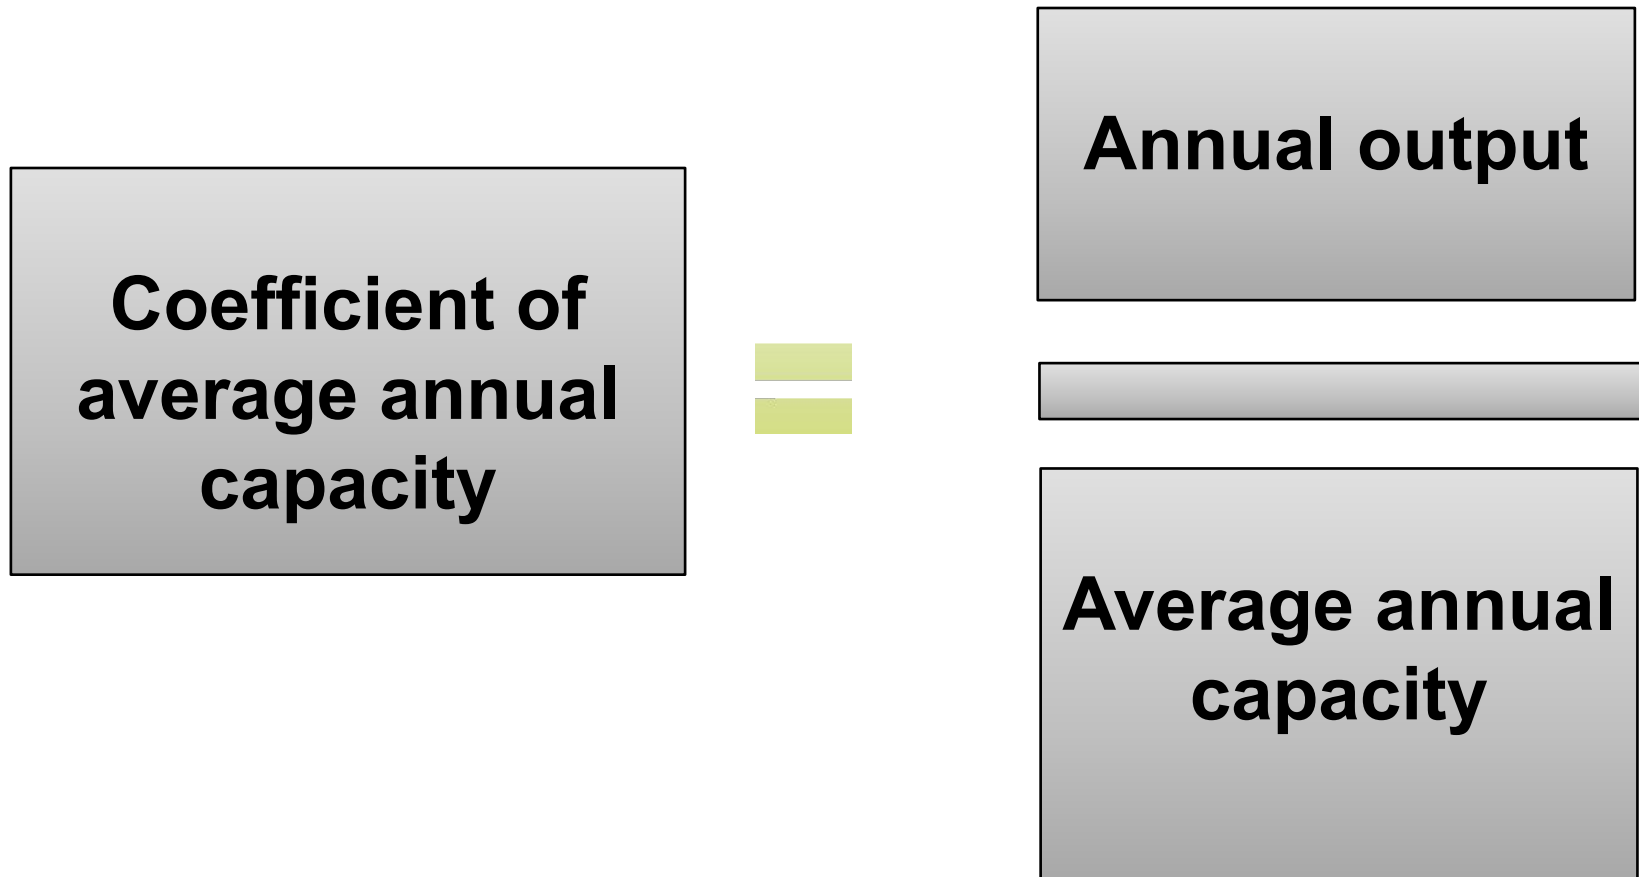 Coefficient of
average annual
capacity
Annual output
Average annual
capacity